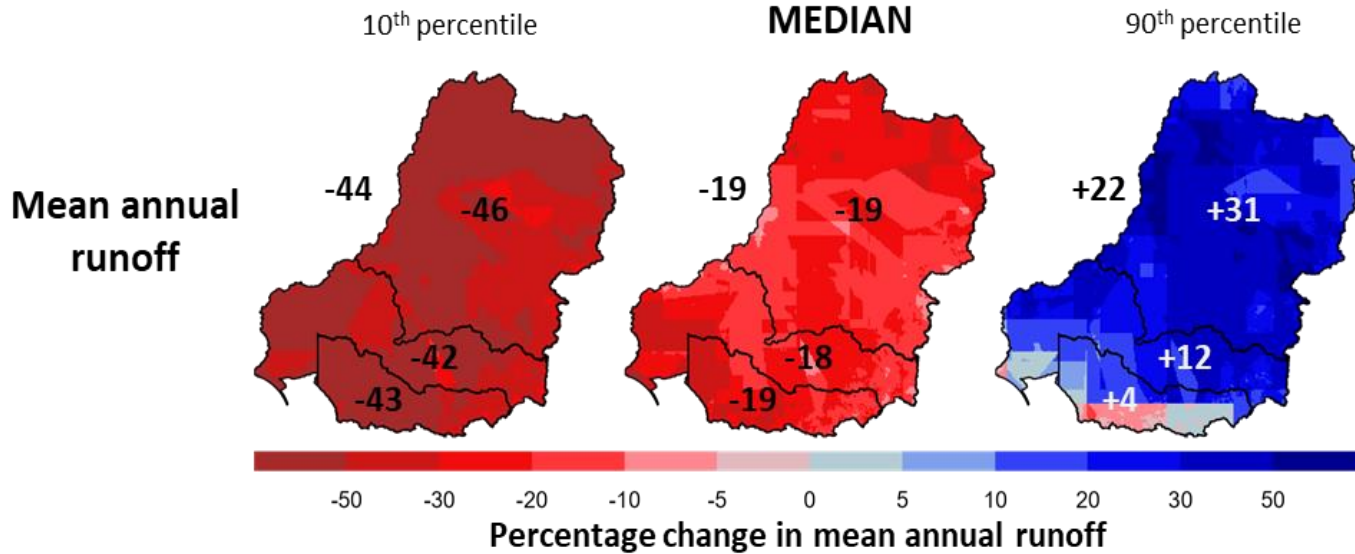 10th percentile
MEDIAN
90th percentile
Mean annual
runoff
-44
-46
-42
-43
-19
-19
-18
-19
+22
+31
+12
+4
-50 -30 -20 -10 -5 0 5 10 20 30 50
Percentage change in mean annual runoff